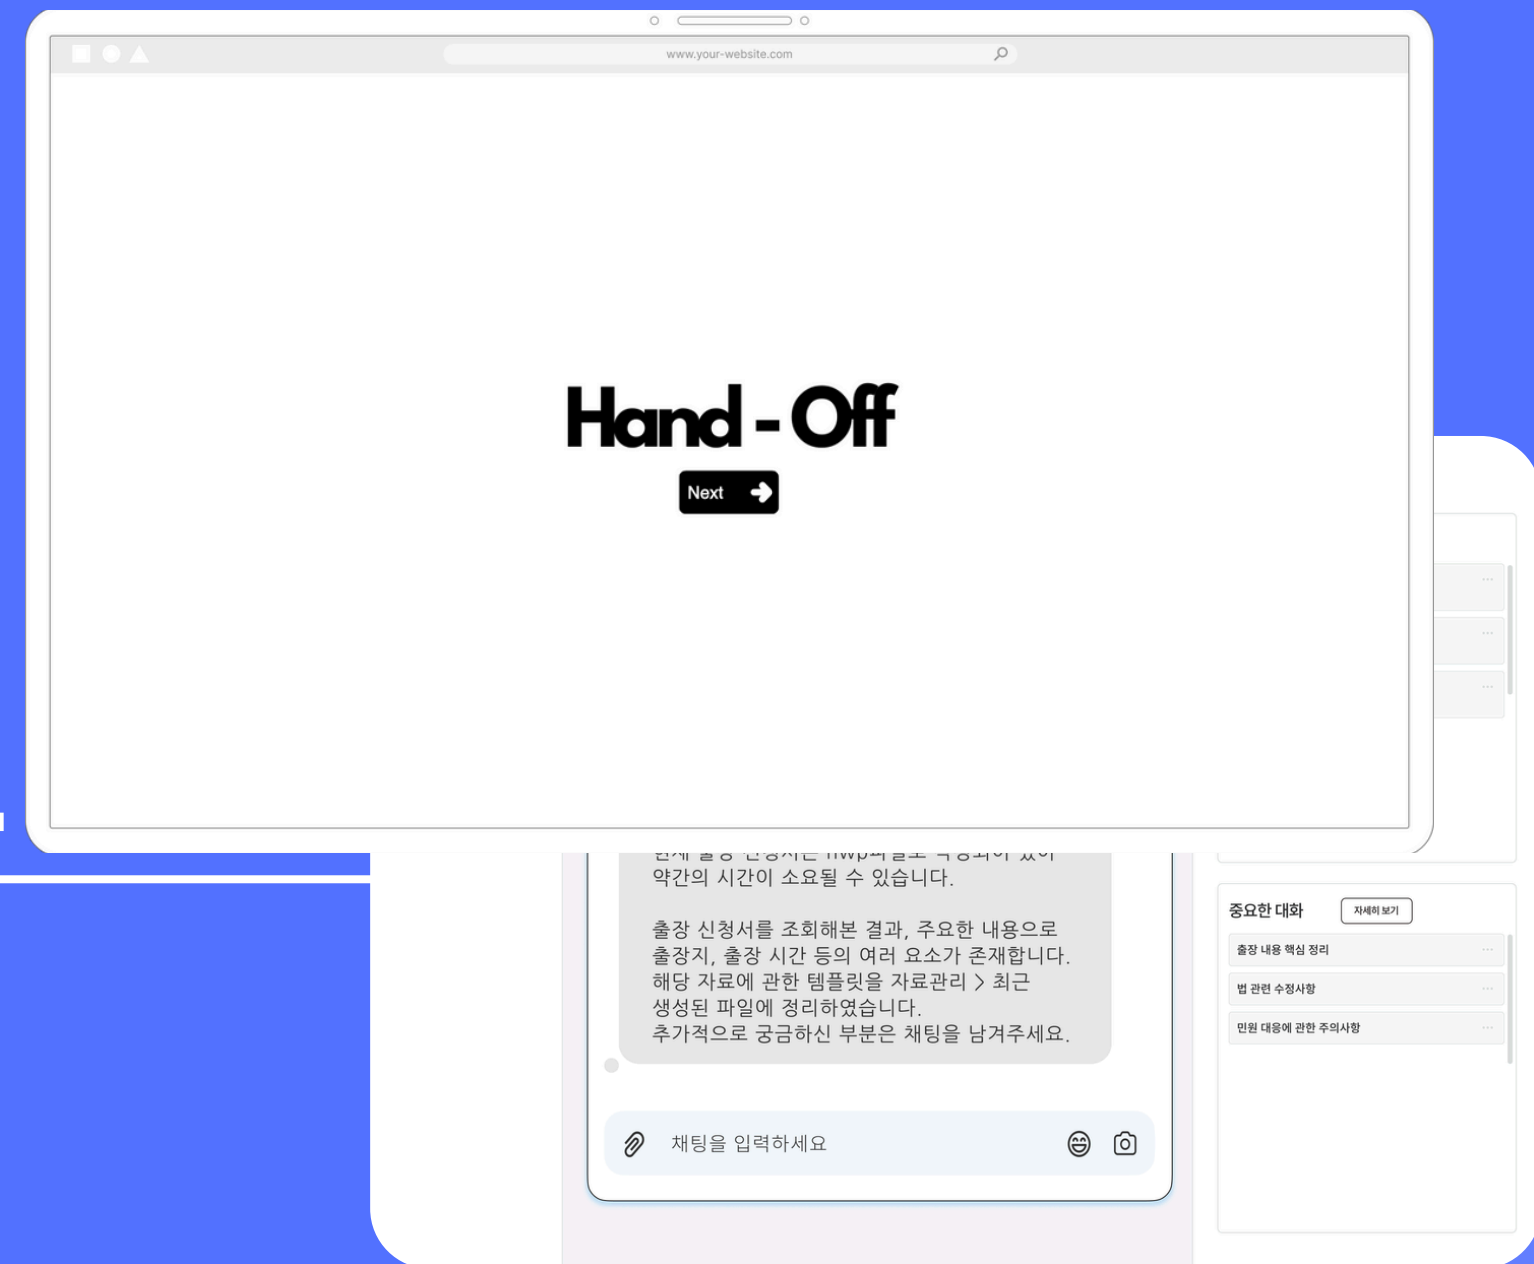 www.your-website.com
Hand - Off
Next
약간의 시간이 소요될 수 있습니다.
출장 신청서를 조회해본 결과, 주요한 내용으로
출장지, 출장 시간 등의 여러 요소가 존재합니다.
해당 자료에 관한 템플릿을 자료관리 > 최근
생성된 파일에 정리하였습니다.
추가적으로 궁금하신 부분은 채팅을 남겨주세요.
채팅을 입력하세요
중요한 대화
자세히 보기
출장 내용 핵심 정리
법 관련 수정사항
민원 대응에 관한 주의사항